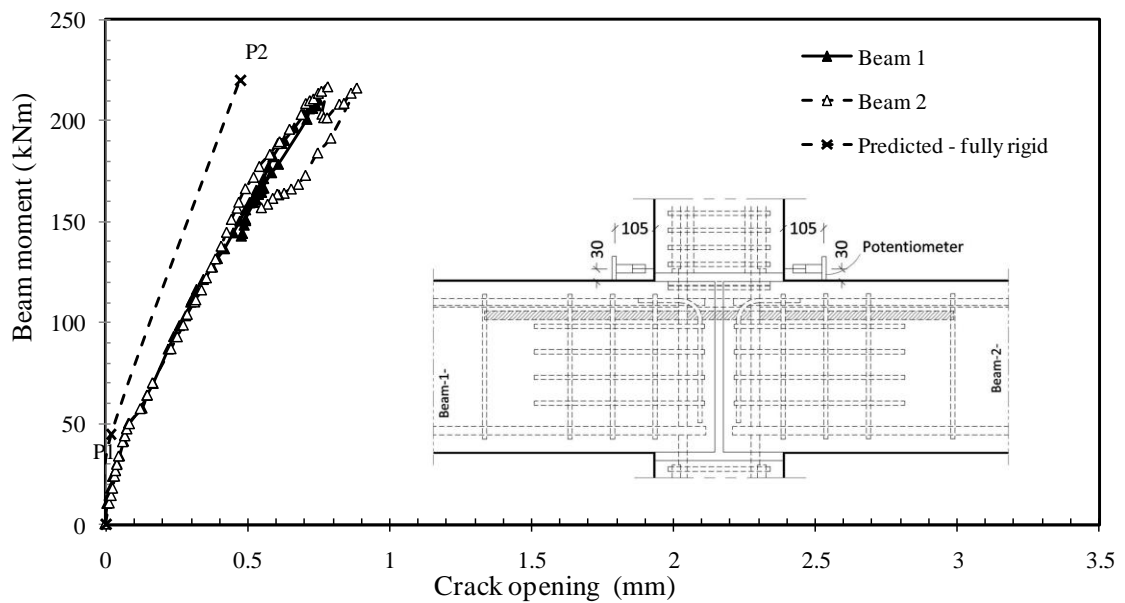 250
200
150
100
50
0
Beam moment (kNm)
P2
P1
Beam 1
Beam 2
Predicted - fully rigid
105
105
30
30
Potentiometer
Beam-1-
Beam-2-
0
0.5
1
1.5
2
2.5
3
3.5
Crack opening (mm)